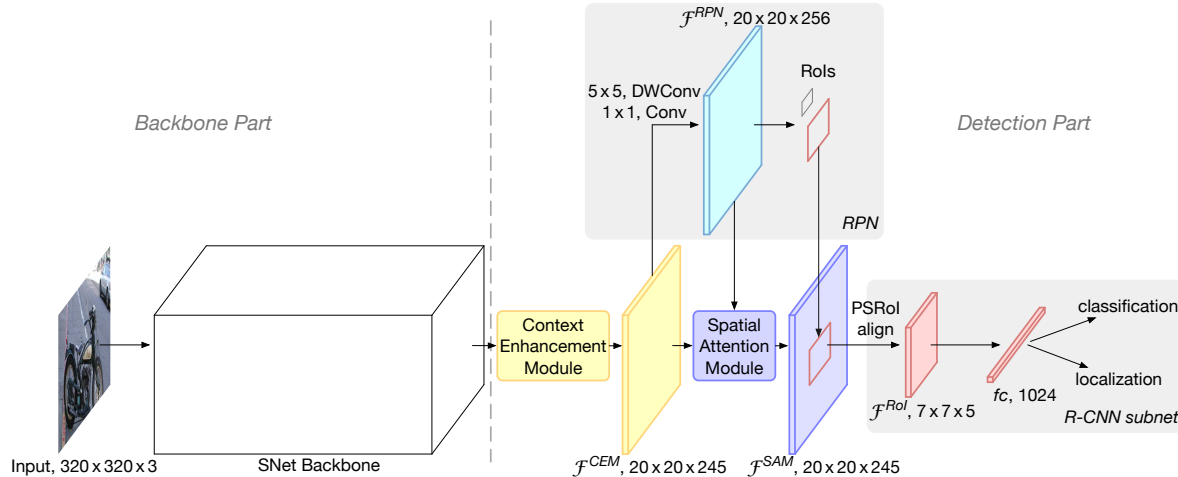 Backbone Part
Detection Part
ℱ^RPN, 20 x 20 x 256
5 x 5, DWConv
1 x 1, Conv
RoIs
RPN
Input, 320 x 320 x 3
SNet Backbone
Context
Enhancement
Module
ℱ^CEM, 20 x 20 x 245
Spatial
Attention
Module
ℱ^SAM, 20 x 20 x 245
PSRoI
align
ℱ^RoI, 7 x 7 x 5
fc, 1024
classification
localization
R-CNN subnet